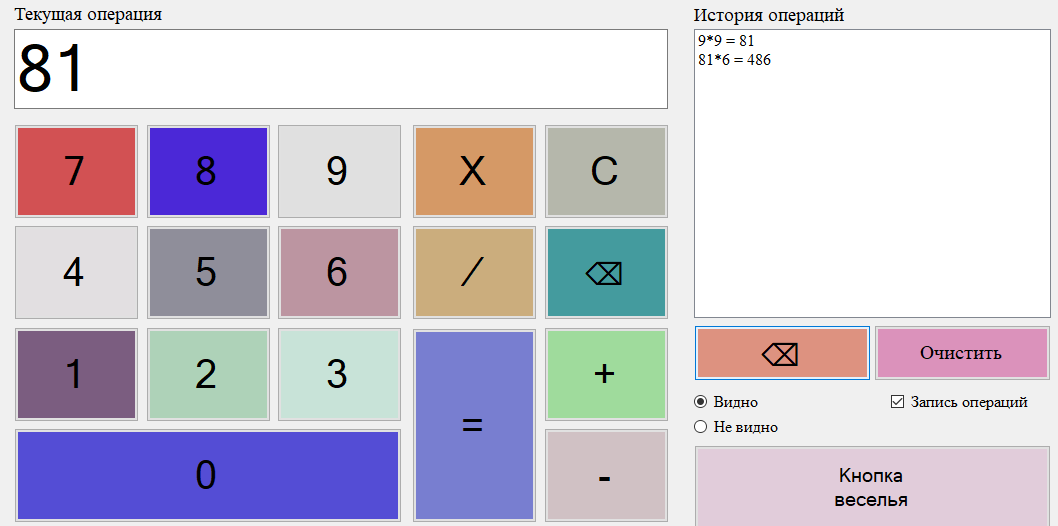 Текущая операция
81
7 8 9 X C
4 5 6 / ⌫
1 2 3 = +
0 -
История операций
9*9 = 81
81*6 = 486
⌫ Очистить
Видно
Запись операций
Не видно
Кнопка
веселья